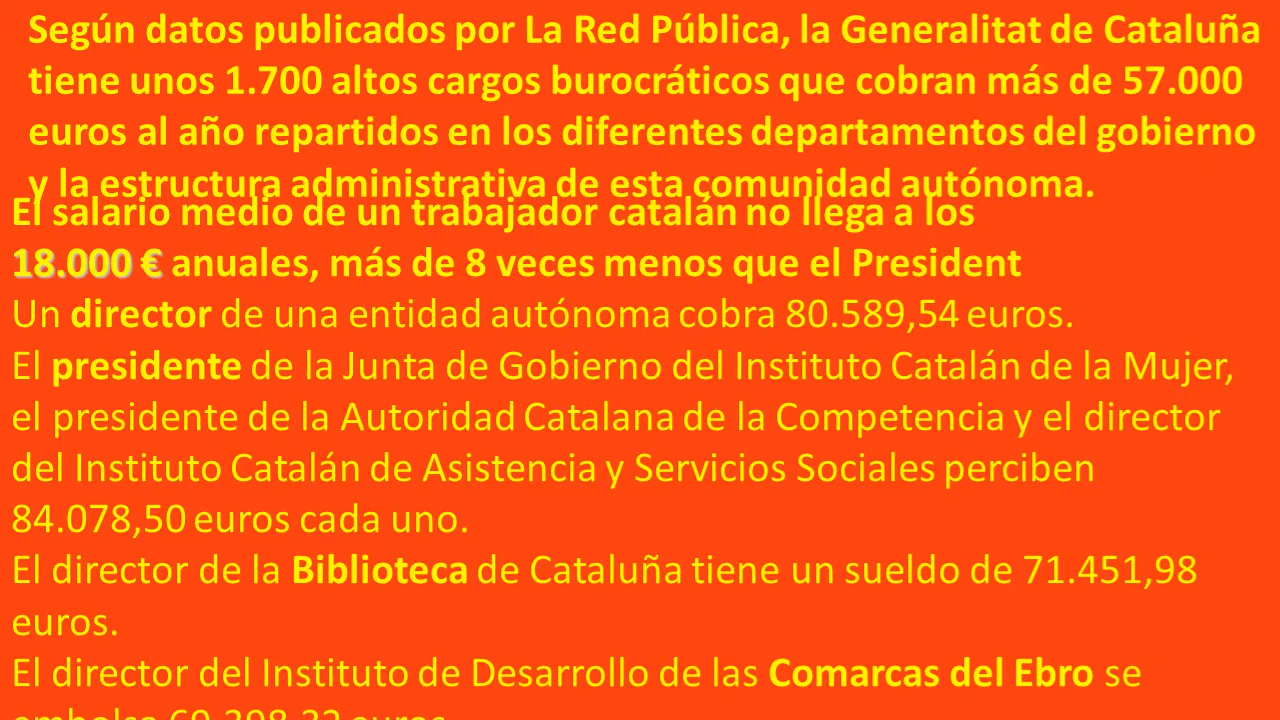 Según datos publicados por La Red Pública, la Generalitat de Cataluña
tiene unos 1.700 altos cargos burocráticos que cobran más de 57.000
euros al año repartidos en los diferentes departamentos del gobierno
y la estructura administrativa de esta comunidad autónoma.
El salario medio de un trabajador catalán no llega a los
18.000 € anuales, más de 8 veces menos que el President
Un director de una entidad autónoma cobra 80.589,54 euros.
El presidente de la Junta de Gobierno del Instituto Catalán de la Mujer,
el presidente de la Autoridad Catalana de la Competencia y el director
del Instituto Catalán de Asistencia y Servicios Sociales perciben
84.078,50 euros cada uno.
El director de la Biblioteca de Cataluña tiene un sueldo de 71.451,98
euros.
El director del Instituto de Desarrollo de las Comarcas del Ebro se
embolsa euros